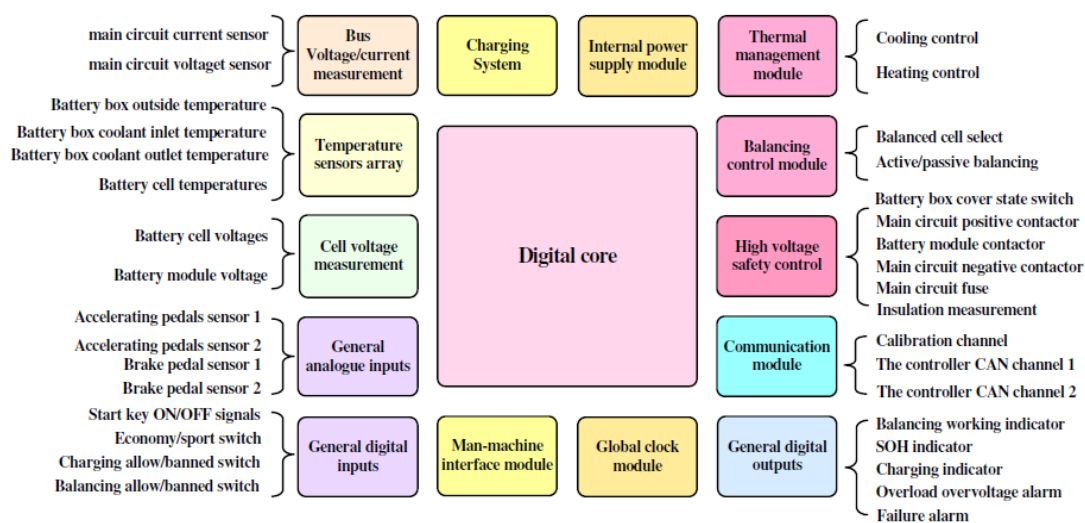 main circuit current sensor
main circuit voltaget sensor
Bus
Voltage/current
measurement
Charging
System
Internal power
supply module
Thermal
management
module
Cooling control
Heating control
Battery box outside temperature
Battery box coolant inlet temperature
Battery box coolant outlet temperature
Battery cell temperatures
Temperature
sensors array
Balancing
control module
Balanced cell select
Active/passive balancing
Battery cell voltages
Battery module voltage
Cell voltage
measurement
Digital core
High voltage
safety control
Battery box cover state switch
Main circuit positive contactor
Battery module contactor
Main circuit negative contactor
Main circuit fuse
Insulation measurement
Accelerating pedals sensor 1
Accelerating pedals sensor 2
Brake pedal sensor 1
Brake pedal sensor 2
General
analogue inputs
Communication
module
Calibration channel
The controller CAN channel 1
The controller CAN channel 2
Start key ON/OFF signals
Economy/sport switch
Charging allow/banned switch
Balancing allow/banned switch
General digital
inputs
Man-machine
interface module
Global clock
module
General digital
outputs
Balancing working indicator
SOH indicator
Charging indicator
Overload overvoltage alarm
Failure alarm